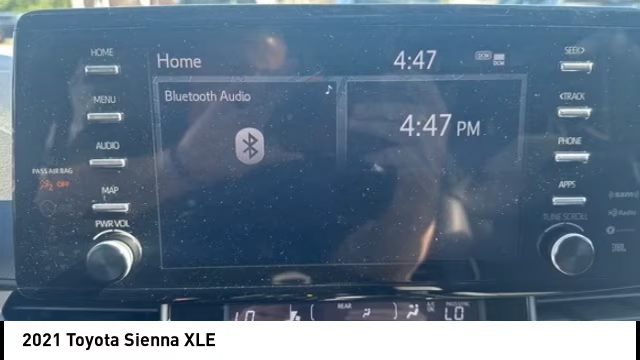 HOME
MENU
AUDIO
MAP
PWR VOL
PASS AIR BAG
OFF
Home
4:47
Bluetooth Audio
4:47 PM
SEEK>
<TRACK
PHONE
APPS
TUNE SCROLL
LO
REAR
LO
2021 Toyota Sienna XLE